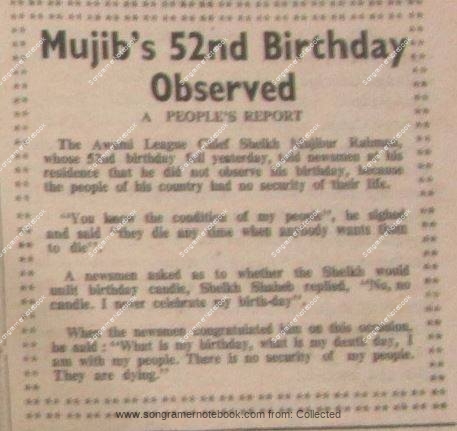 Mujib's 52nd Birthday
Observed
A PEOPLE'S REPORT
The Awami League Chief Sheikh Mujibur Rahman,
whose 52nd birthday fell yesterday, told newsmen at his
residence that he did not observe his birthday, because
the people of his country had no security of their life.
"You know the condition of my people", he sighed
and said "they die any time when anybody wants them
to die".
A newsmen asked as to whether the Sheikh would
unlit birthday candle, Sheikh Shaheb replied, "No, no
candle. I never celebrate my birth-day".
When the newsmen congratulated him on this occasion,
he said : "What is my birthday, what is my death day, I
am with my people. There is no security of my people.
They are dying."
www.songramernotebook.com from: Collected